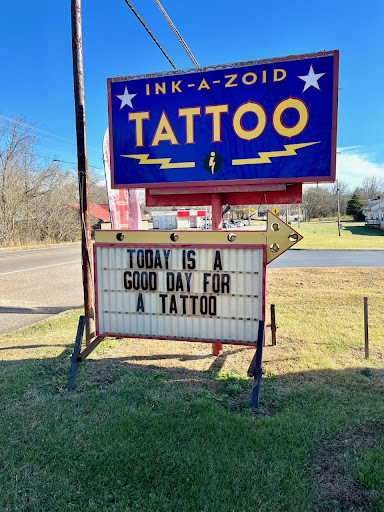 INK-A-ZOID
TATTOO
TODAY IS A
GOOD DAY FOR
A TATTOO